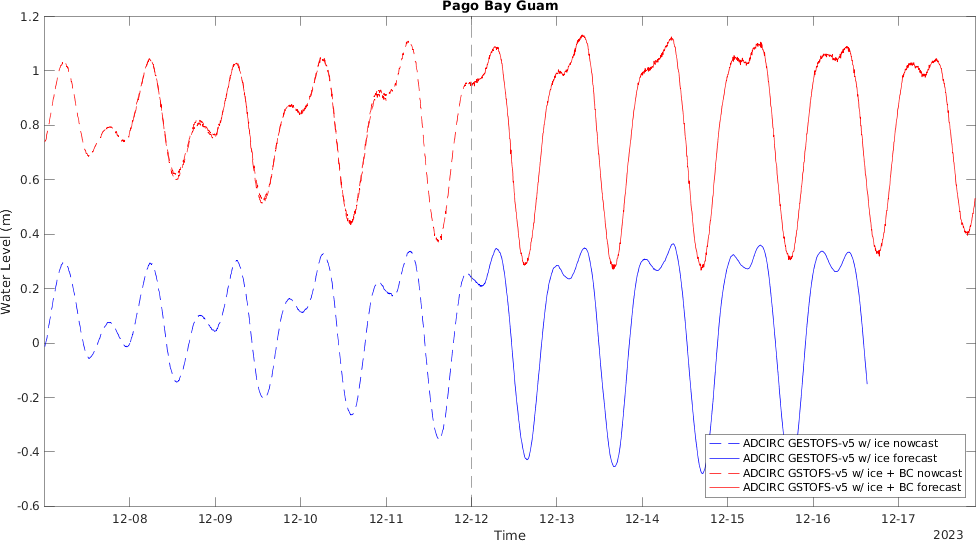 Pago Bay Guam
1.2
1
0.8
0.6
0.4
0.2
0
-0.2
-0.4
-0.6
Water Level (m)
ADCIRC GESTOFS-v5 w/ ice nowcast
ADCIRC GESTOFS-v5 w/ ice forecast
ADCIRC GSTOFS-v5 w/ ice + BC nowcast
ADCIRC GSTOFS-v5 w/ ice + BC forecast
12-08 12-09 12-10 12-11 12-12 12-13 12-14 12-15 12-16 12-17
Time
2023